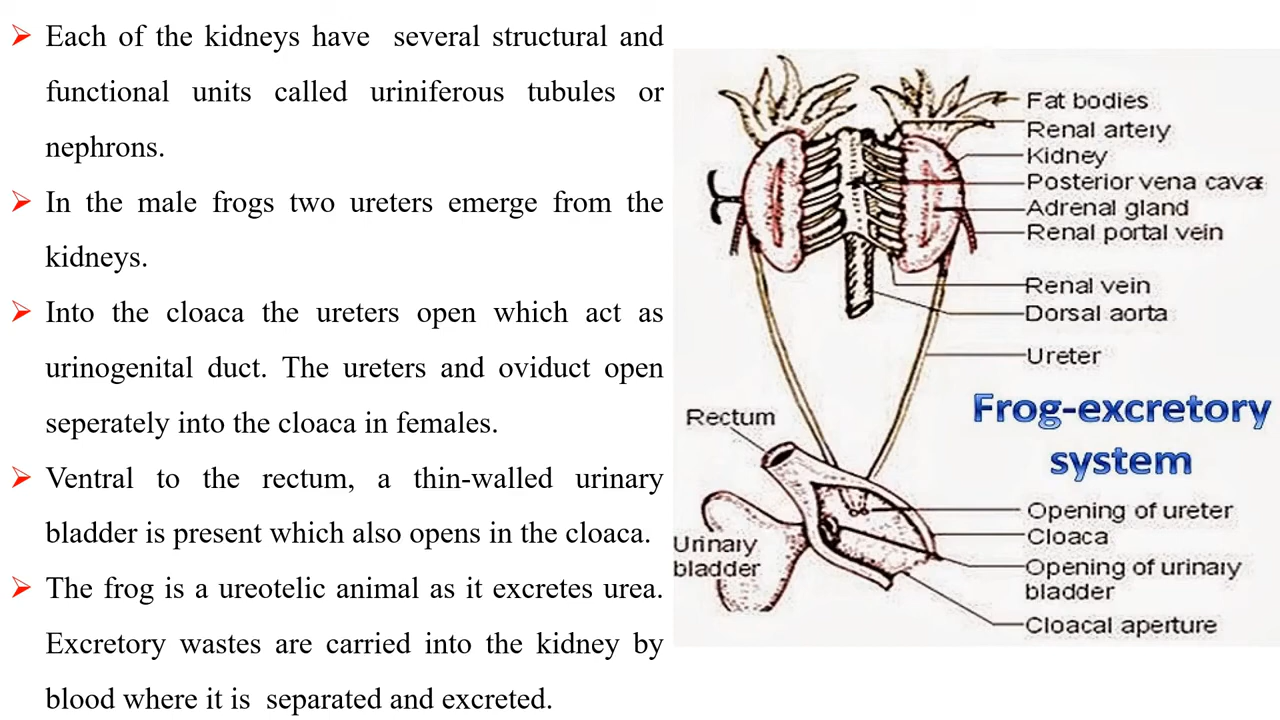 Each of the kidneys have several structural and
functional units called uriniferous tubules or
nephrons.
In the male frogs two ureters emerge from the
kidneys.
Into the cloaca the ureters open which act as
urinogenital duct. The ureters and oviduct open
seperately into the cloaca in females.
Ventral to the rectum, a thin-walled urinary
bladder is present which also opens in the cloaca.
The frog is a ureotelic animal as it excretes urea.
Excretory wastes are carried into the kidney by
blood where it is separated and excreted.
Fat bodies
Renal artery
Kidney
Posterior vena cavae
Adrenal gland
Renal portal vein
Renal vein
Dorsal aorta
Ureter
Rectum
Frog-excretory
system
Opening of ureter
Cloaca
Urinary
bladder
Opening of urinary
bladder
Cloacal aperture